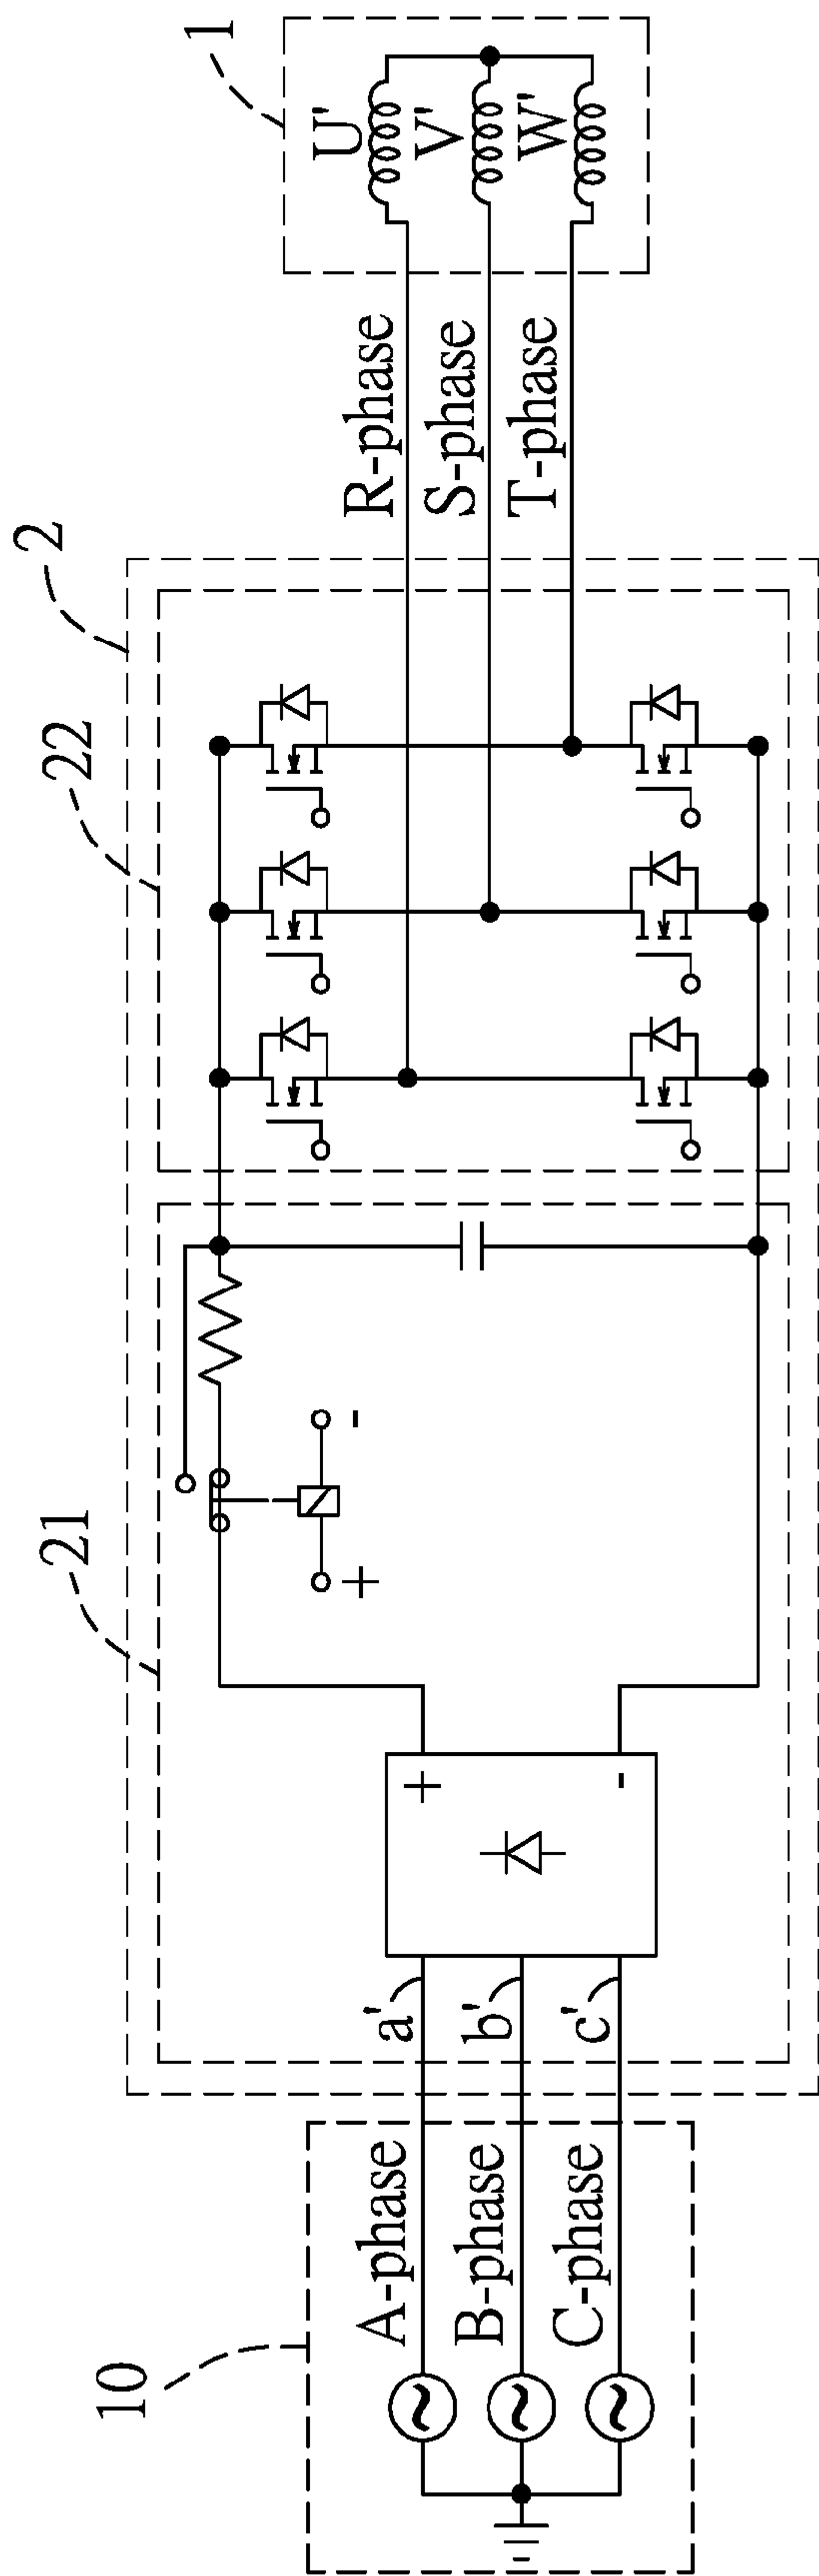 10
A-phase
B-phase
C-phase
2
21
a'
b'
c'
+
-
+
-
22
R-phase
S-phase
T-phase
1
U'
V'
W'